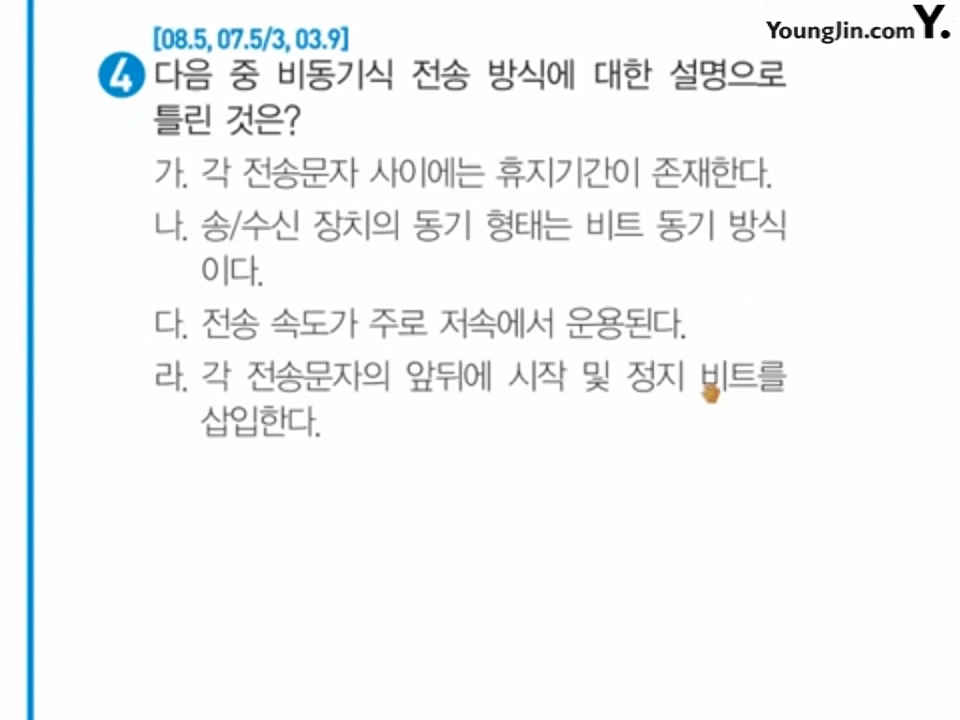 YoungJin.com Y.
[08.5, 07.5/3, 03.9]
4 다음 중 비동기식 전송 방식에 대한 설명으로
틀린 것은?
가. 각 전송문자 사이에는 휴지기간이 존재한다.
나. 송/수신 장치의 동기 형태는 비트 동기 방식
이다.
다. 전송 속도가 주로 저속에서 운용된다.
라. 각 전송문자의 앞뒤에 시작 및 정지 비트를
삽입한다.